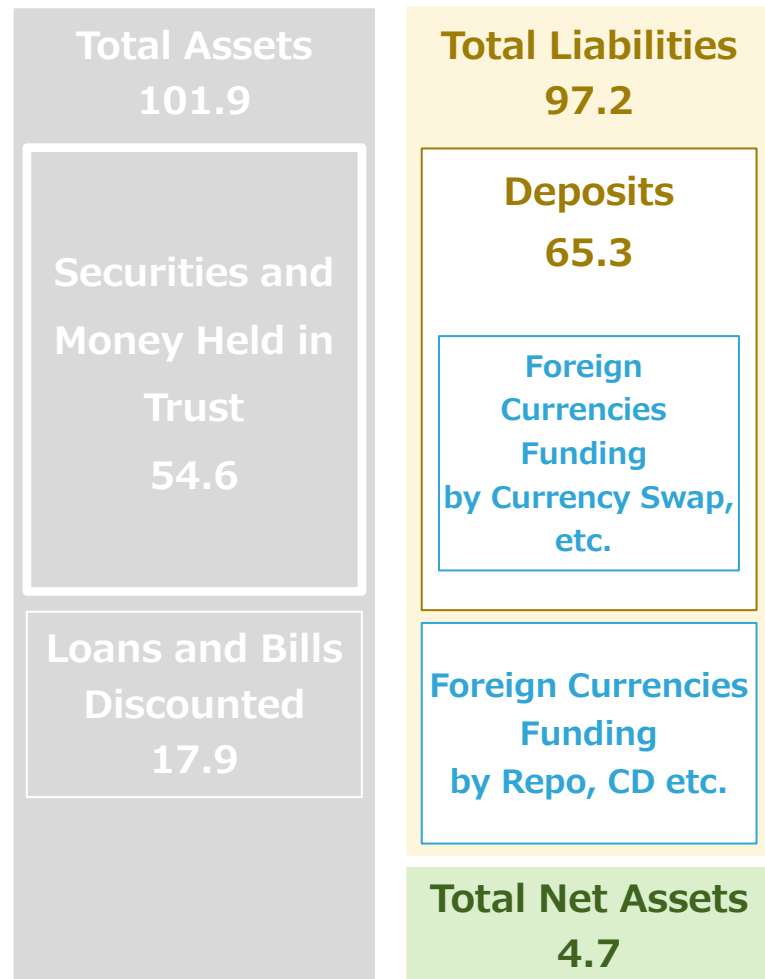 Total Assets
101.9
Securities and
Money Held in
Trust
54.6
Loans and Bills
Discounted
17.9
Total Liabilities
97.2
Deposits
65.3
Foreign
Currencies
Funding
by Currency Swap,
etc.
Foreign Currencies
Funding
by Repo, CD etc.
Total Net Assets
4.7